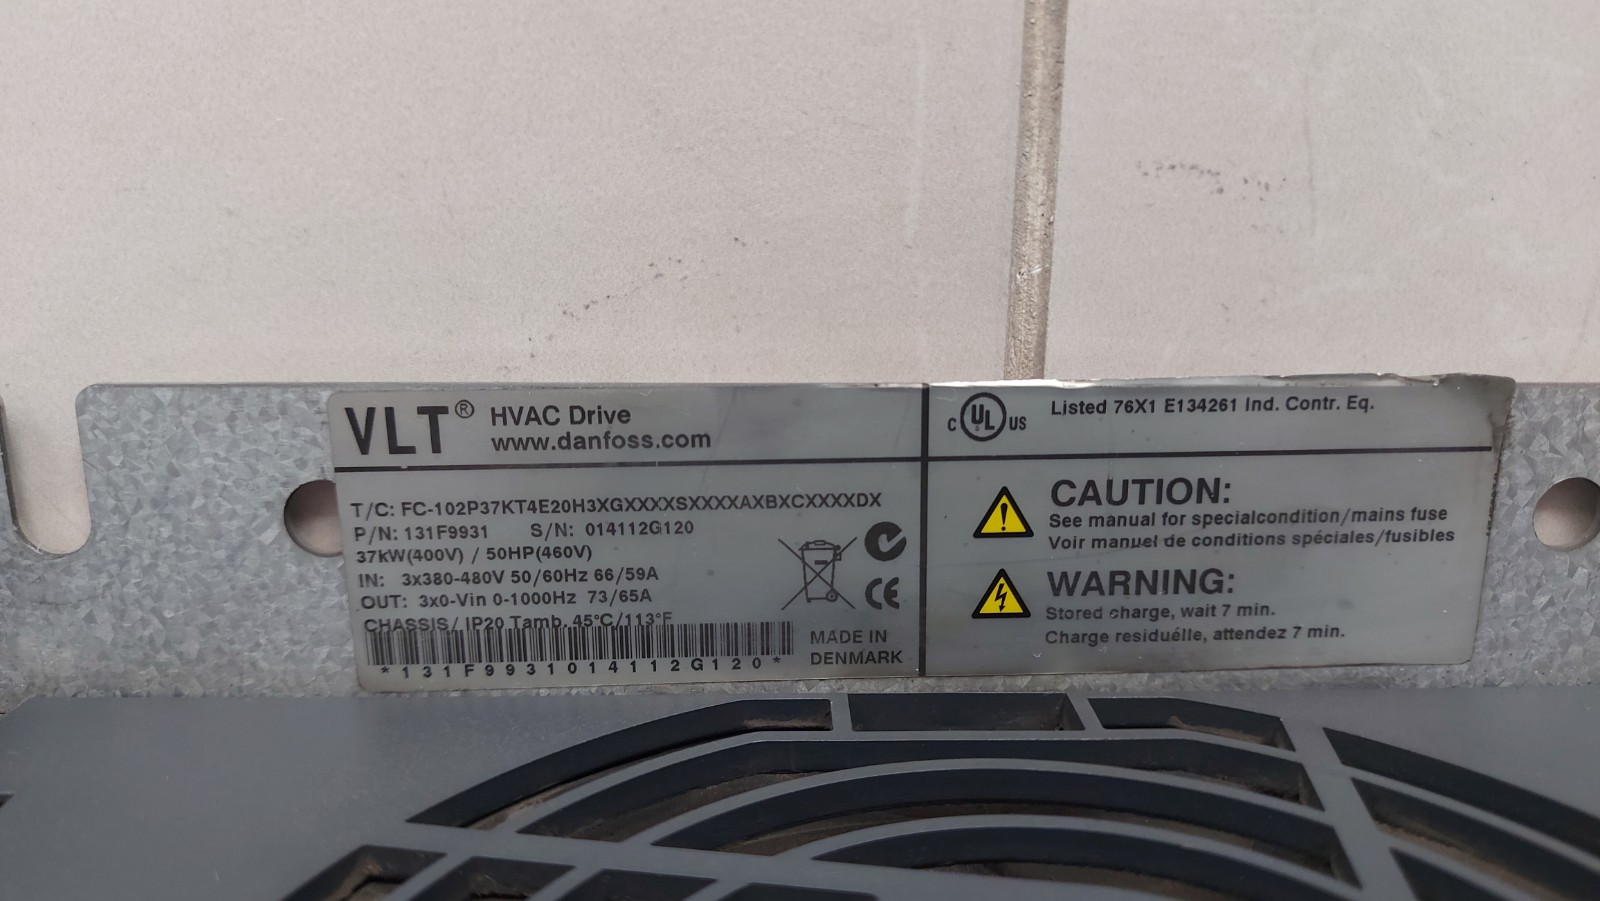 VLT® HVAC Drive
www.danfoss.com
T/C: FC-102P37KT4E20H3XGXXXXSXXXXAXBXCXXXXDX
P/N: 131F9931 S/N: 014112G120
37kW(400V) / 50HP(460V)
IN: 3x380-480V 50/60Hz 66/59A
OUT: 3x0-Vin 0-1000Hz 73/65A
CHASSIS/ IP20 Tamb. 45°C/113°F
*131F9931014112G120*
CE
MADE IN
DENMARK
C UL US
Listed 76X1 E134261 Ind. Contr. Eq.
CAUTION:
See manual for specialcondition/mains fuse
Voir manuel de conditions spéciales/fusibles
WARNING:
Stored charge, wait 7 min.
Charge residuélle, attendez 7 min.